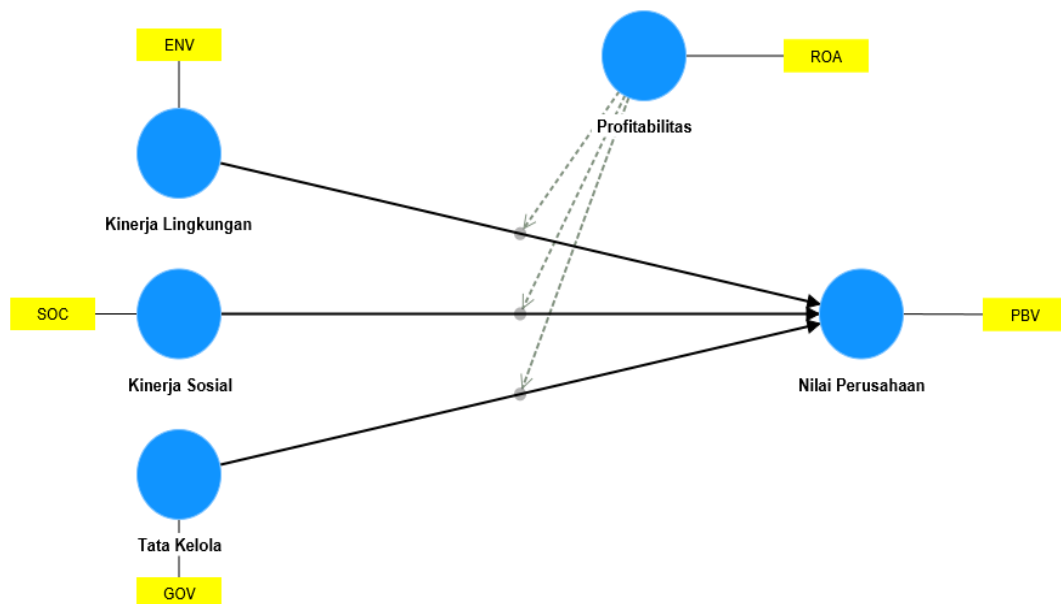 ENV
ROA
Profitabilitas
Kinerja Lingkungan
SOC
PBV
Kinerja Sosial
Nilai Perusahaan
Tata Kelola
GOV